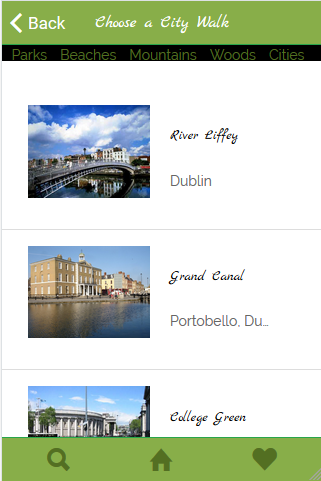 Back Choose a City Walk
Parks Beaches Mountains Woods Cities
River Liffey
Dublin
Grand Canal
Portobello, Du...
College Green